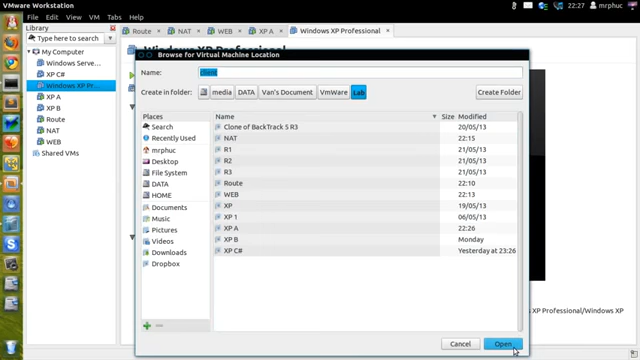 VMware Workstation
22:27 mrphuc
File Edit View VM Tabs Help
Library
Route NAT WEB XP A Windows XP Professional
Type here to search
My Computer
Windows Serve...
XP C#
Windows XP Pr...
XP A
XP B
Route
NAT
WEB
Shared VMs
Browse for Virtual Machine Location
Name: client
Create in folder: media DATA Van's Document VMware Lab Create Folder
Places
Search
Recently Used
mrphuc
Desktop
File System
DATA
HOME
Documents
Music
Pictures
Videos
Downloads
Dropbox
Name Size Modified
Clone of BackTrack 5 R3 20/05/13
NAT 22:15
R1 21/05/13
R2 21/05/13
R3 21/05/13
Route 22:10
WEB 22:13
XP 19/05/13
XP 1 06/05/13
XP A 22:26
XP B Monday
XP C# Yesterday at 23:26
XP Professional/Windows XP
Cancel Open